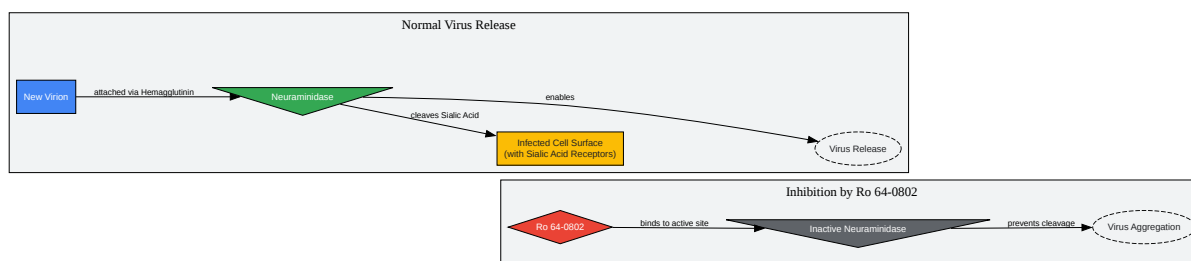 Normal Virus Release
New Virion
attached via Hemagglutinin
Neuraminidase
enables
cleaves Sialic Acid
Infected Cell Surface
(with Sialic Acid Receptors)
Virus Release
Inhibition by Ro 64-0802
Ro 64-0802
binds to active site
Inactive Neuraminidase
prevents cleavage
Virus Aggregation